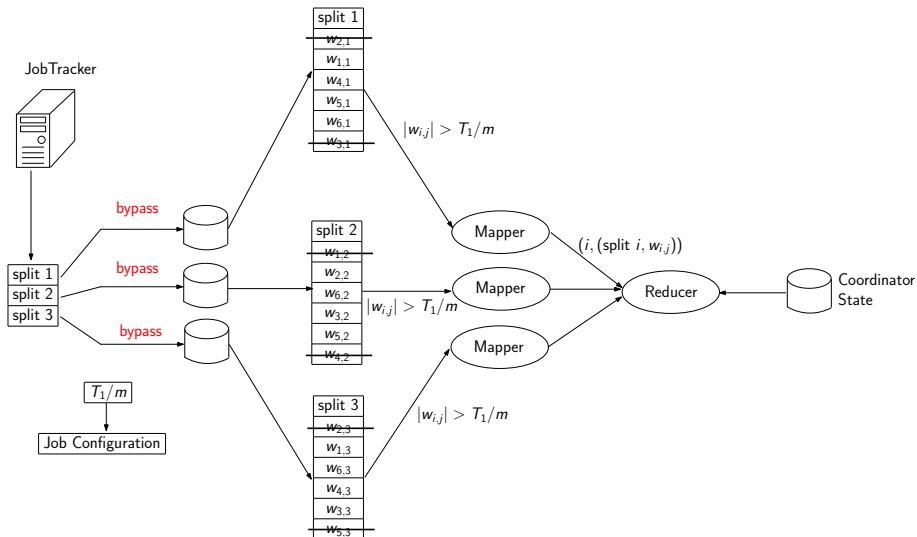 JobTracker
split 1
split 2
split 3
T₁/m
Job Configuration
bypass
bypass
bypass
split 1
w₂,₁
w₁,₁
w₄,₁
w₅,₁
w₆,₁
w₃,₁
split 2
w₁,₂
w₂,₂
w₆,₂
w₃,₂
w₅,₂
w₄,₂
split 3
w₂,₃
w₁,₃
w₆,₃
w₄,₃
w₃,₃
w₅,₃
|wᵢ,ⱼ| > T₁/m
|wᵢ,ⱼ| > T₁/m
|wᵢ,ⱼ| > T₁/m
Mapper
Mapper
Mapper
(i, (split i, wᵢ,ⱼ))
Reducer
Coordinator
State